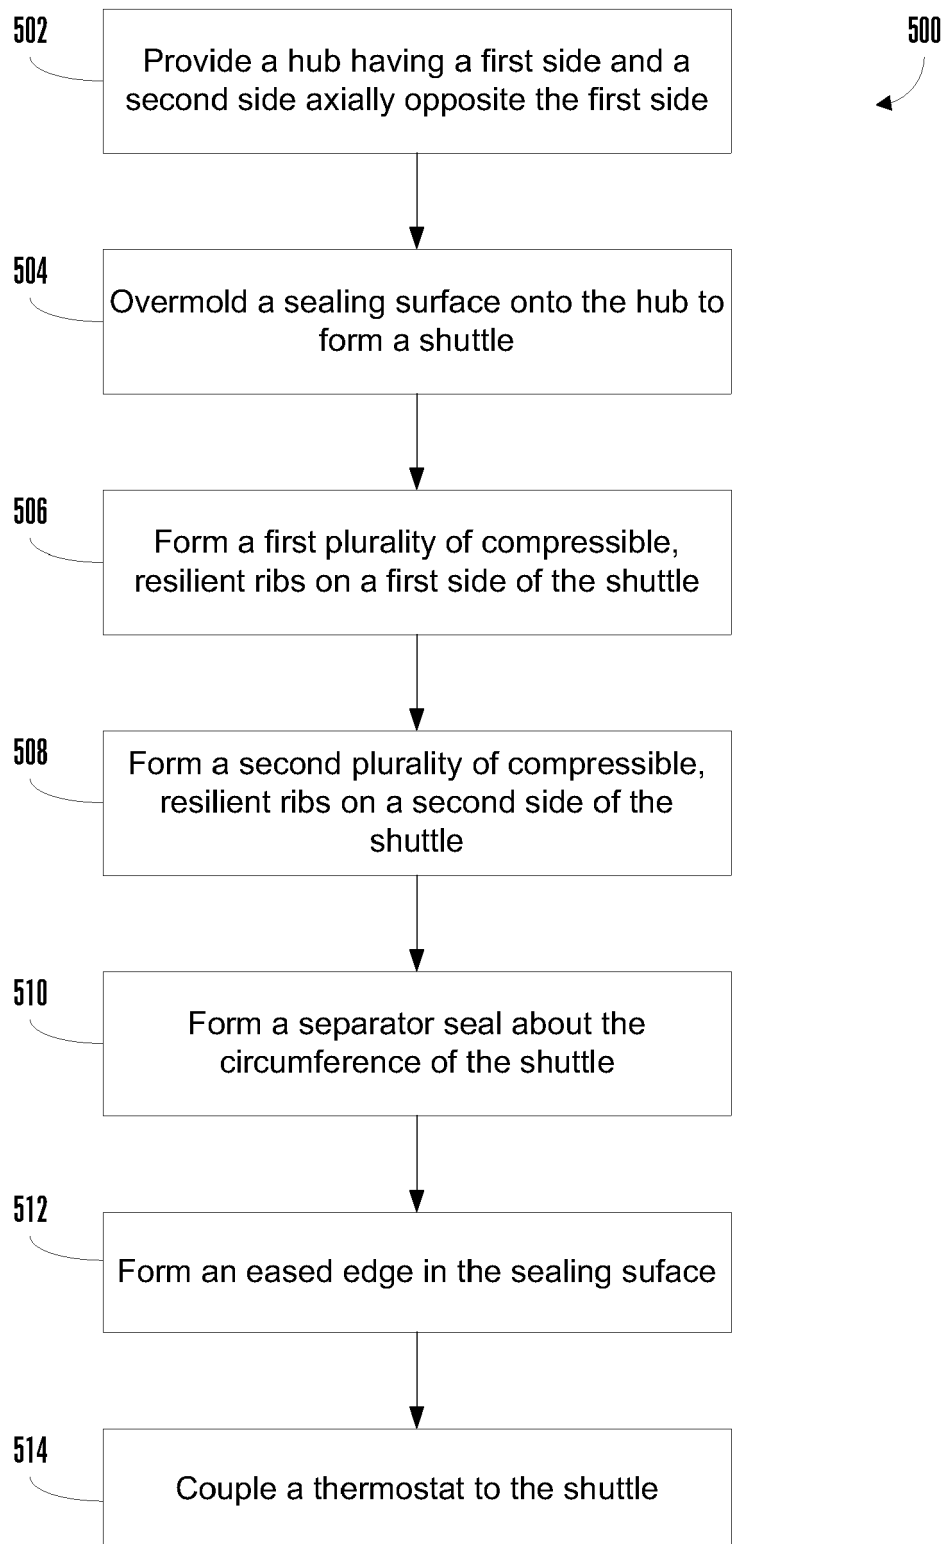 502
500
Provide a hub having a first side and a
second side axially opposite the first side
504
Overmold a sealing surface onto the hub to
form a shuttle
506
Form a first plurality of compressible,
resilient ribs on a first side of the shuttle
508
Form a second plurality of compressible,
resilient ribs on a second side of the
shuttle
510
Form a separator seal about the
circumference of the shuttle
512
Form an eased edge in the sealing suface
514
Couple a thermostat to the shuttle